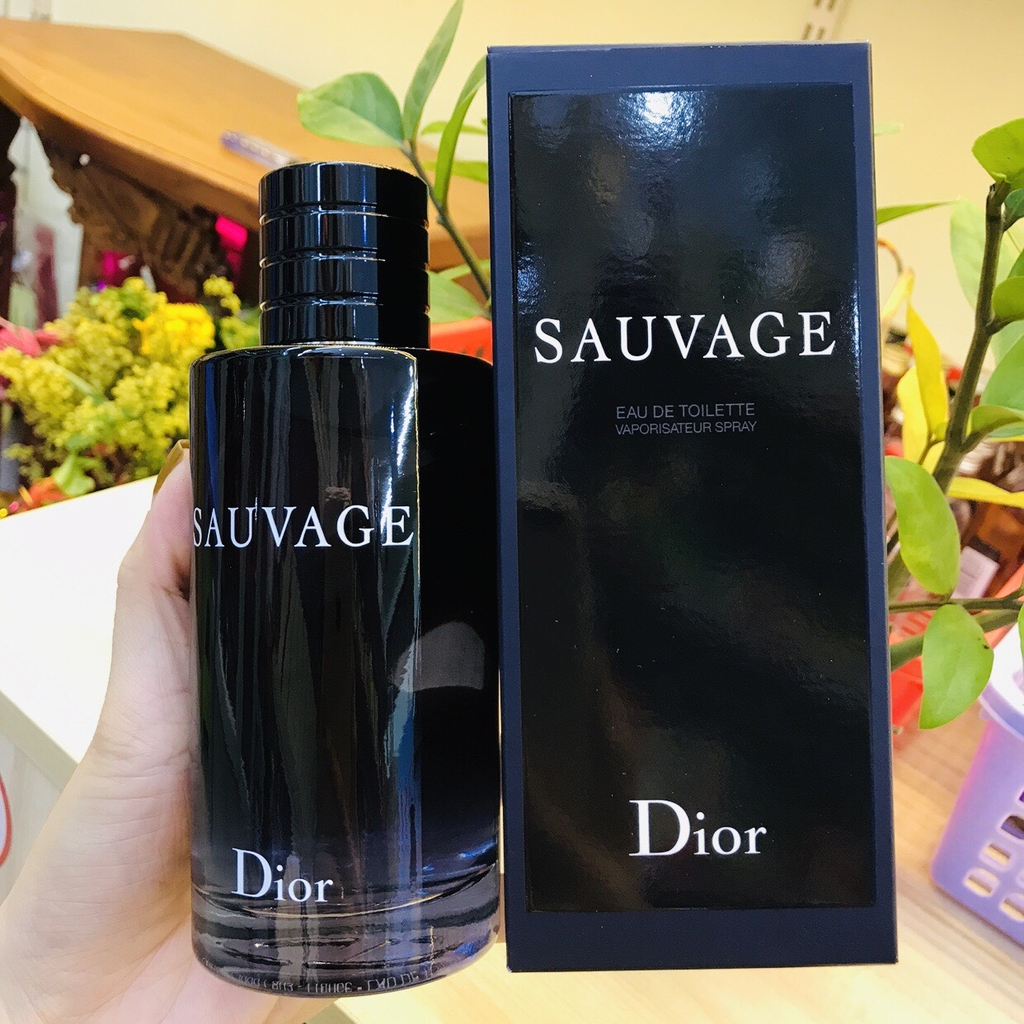 SAUVAGE
Dior
SAUVAGE
EAU DE TOILETTE
VAPORISATEUR SPRAY
Dior